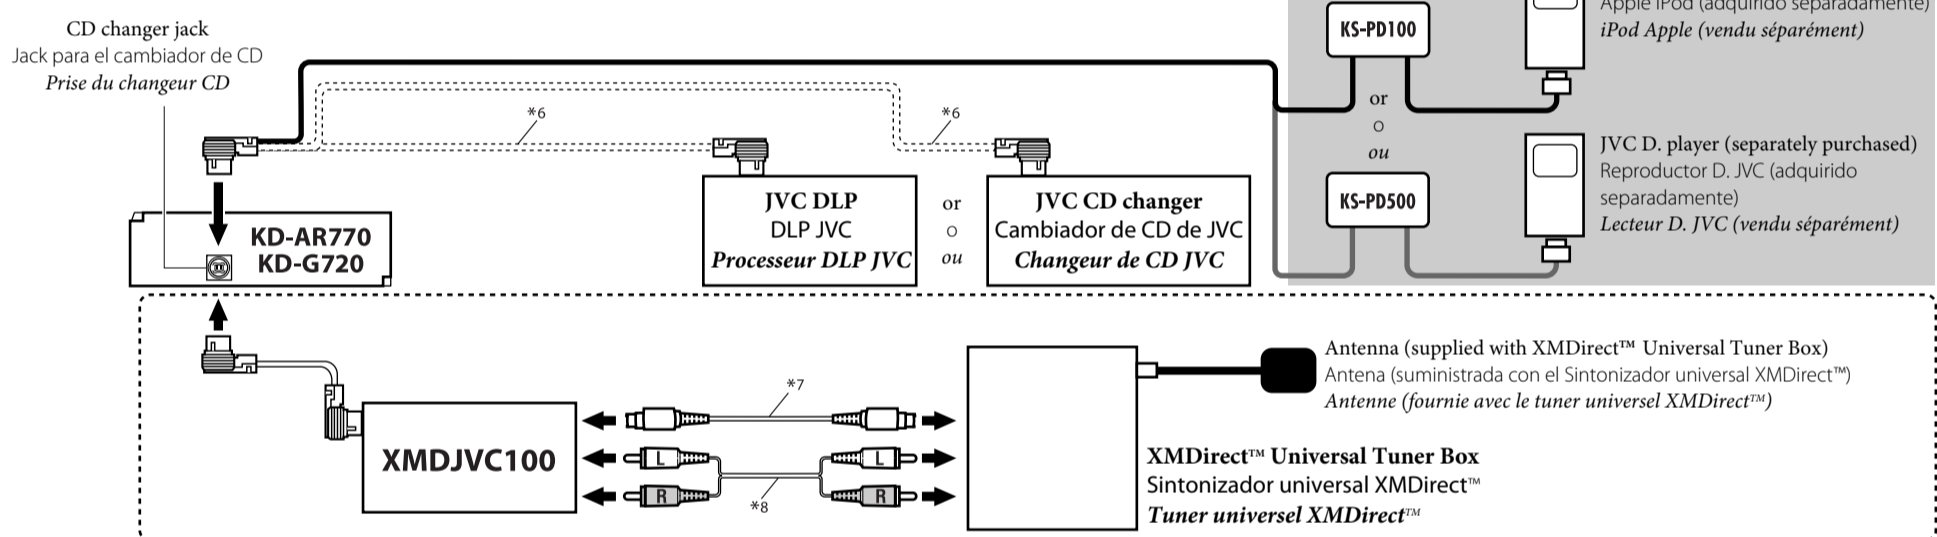 CD changer jack
Jack para el cambiador de CD
Prise du changeur CD
KS-PD100
Apple iPod (adquirido separadamente)
iPod Apple (vendu séparément)
or
o
ou
KS-PD500
JVC D. player (separately purchased)
Reproductor D. JVC (adquirido
separadamente)
Lecteur D. JVC (vendu séparément)
*6
*6
KD-AR770
KD-G720
JVC DLP
DLP JVC
Processeur DLP JVC
or
o
ou
JVC CD changer
Cambiador de CD de JVC
Changeur de CD JVC
XMDJVC100
*7
L
L
R
R
*8
Antenna (supplied with XMDirect™ Universal Tuner Box)
Antena (suministrada con el Sintonizador universal XMDirect™)
Antenne (fournie avec le tuner universel XMDirect™)
XMDirect™ Universal Tuner Box
Sintonizador universal XMDirect™
Tuner universel XMDirect™